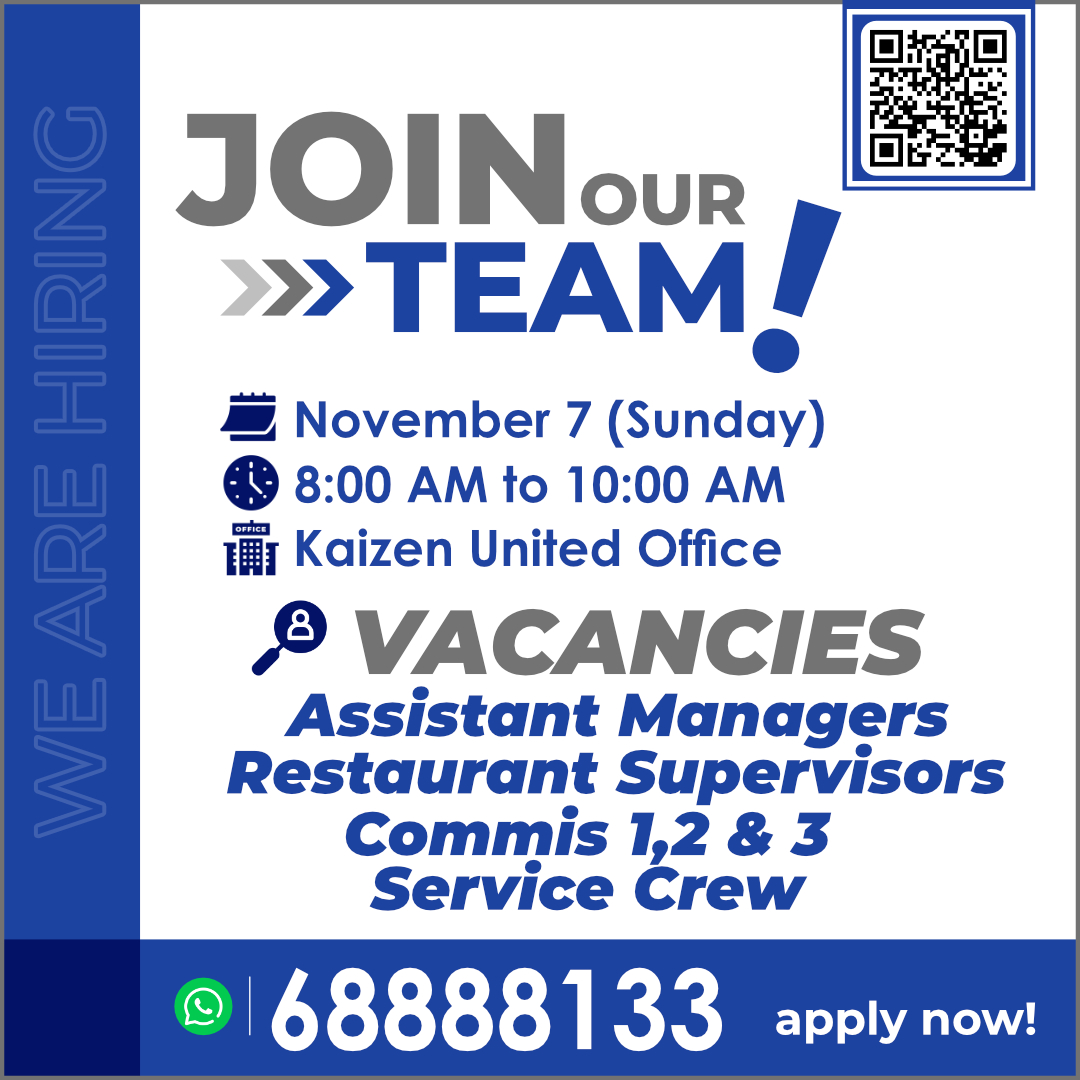 WE ARE HIRING
JOIN OUR
TEAM!
November 7 (Sunday)
8:00 AM to 10:00 AM
OFFICE
Kaizen United Office
VACANCIES
Assistant Managers
Restaurant Supervisors
Commis 1,2 & 3
Service Crew
68888133
apply now!